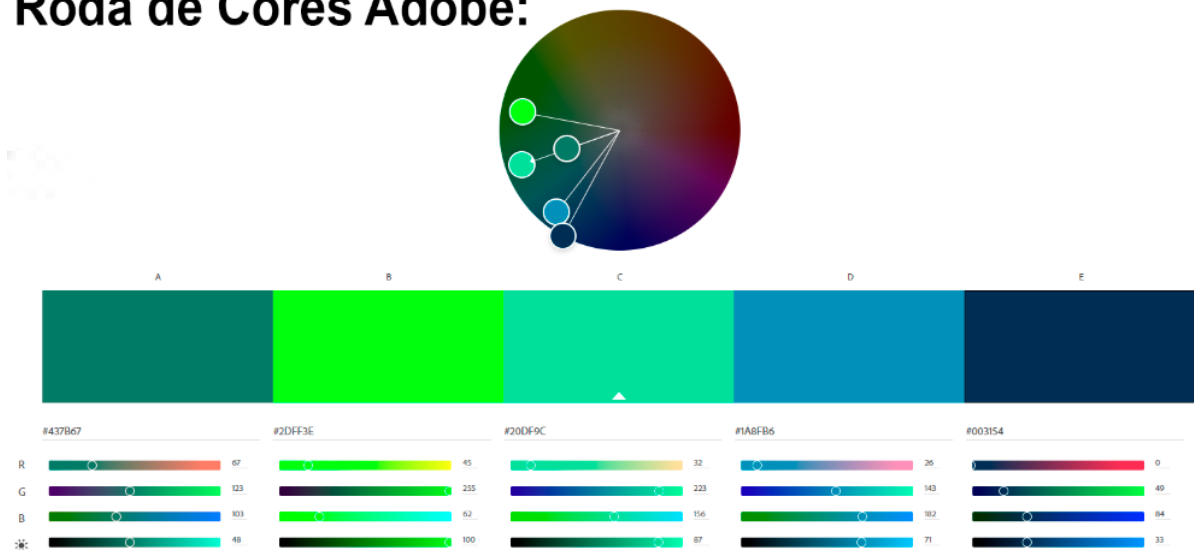 Roda de Cores Adobe:
A B C D E
#437B67 #2DFF3E #20DF9C #1A8FB6 #003154
R 67 45 32 26 0
G 123 255 223 143 49
B 103 62 156 182 84
48 100 87 71 33